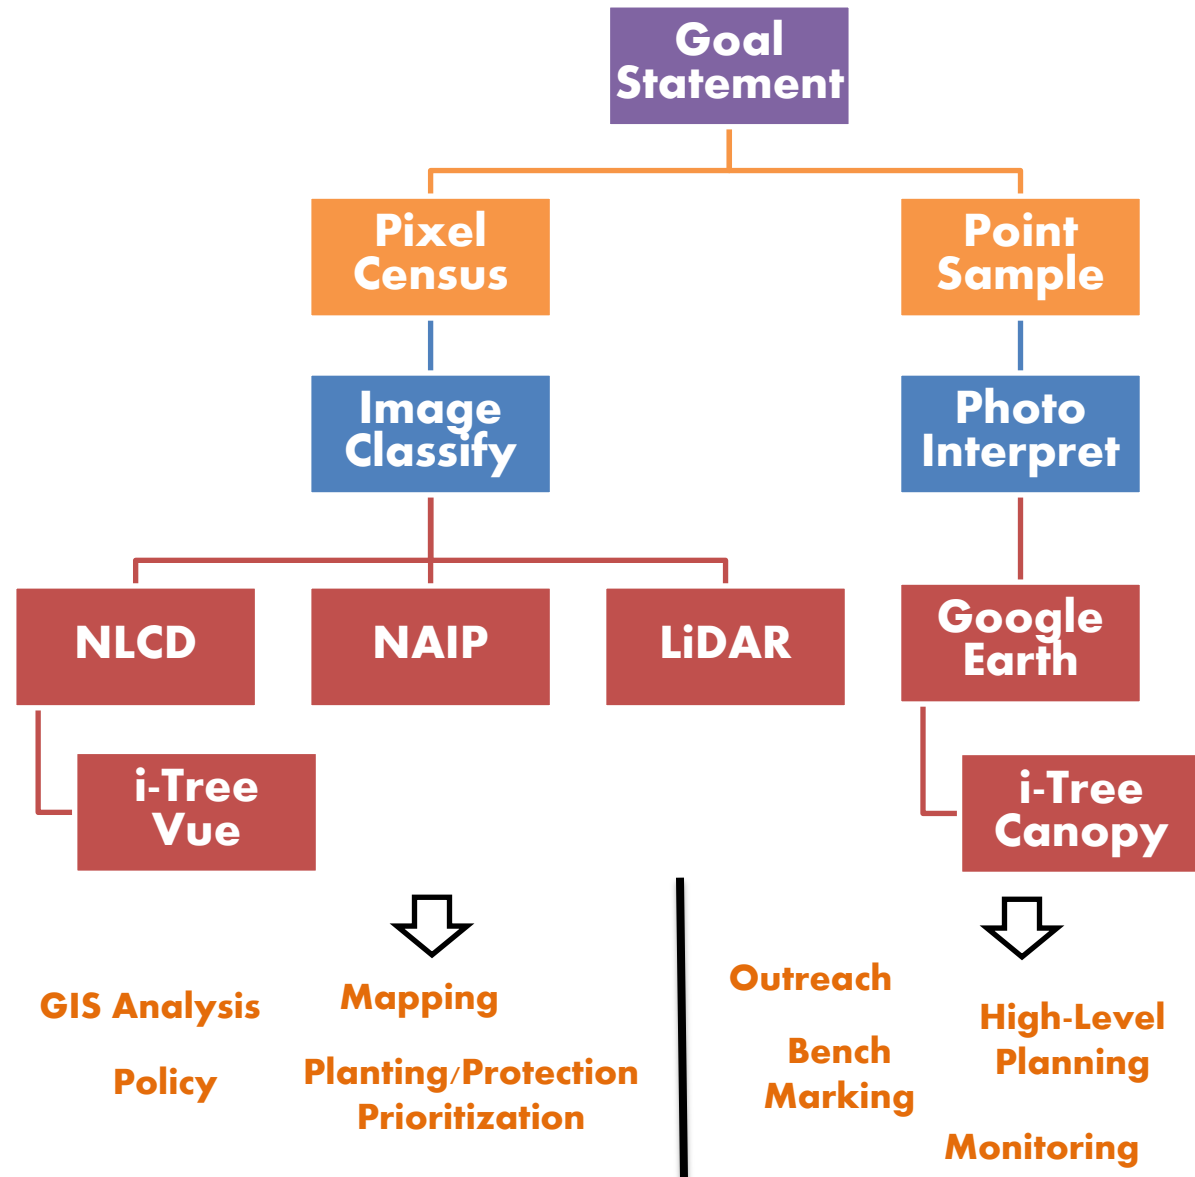 Goal
Statement
Pixel
Census
Point
Sample
Image
Classify
Photo
Interpret
NLCD
NAIP
LiDAR
Google
Earth
i-Tree
Vue
i-Tree
Canopy
GIS Analysis
Mapping
Policy
Planting/Protection
Prioritization
Outreach
High-Level
Planning
Bench
Marking
Monitoring